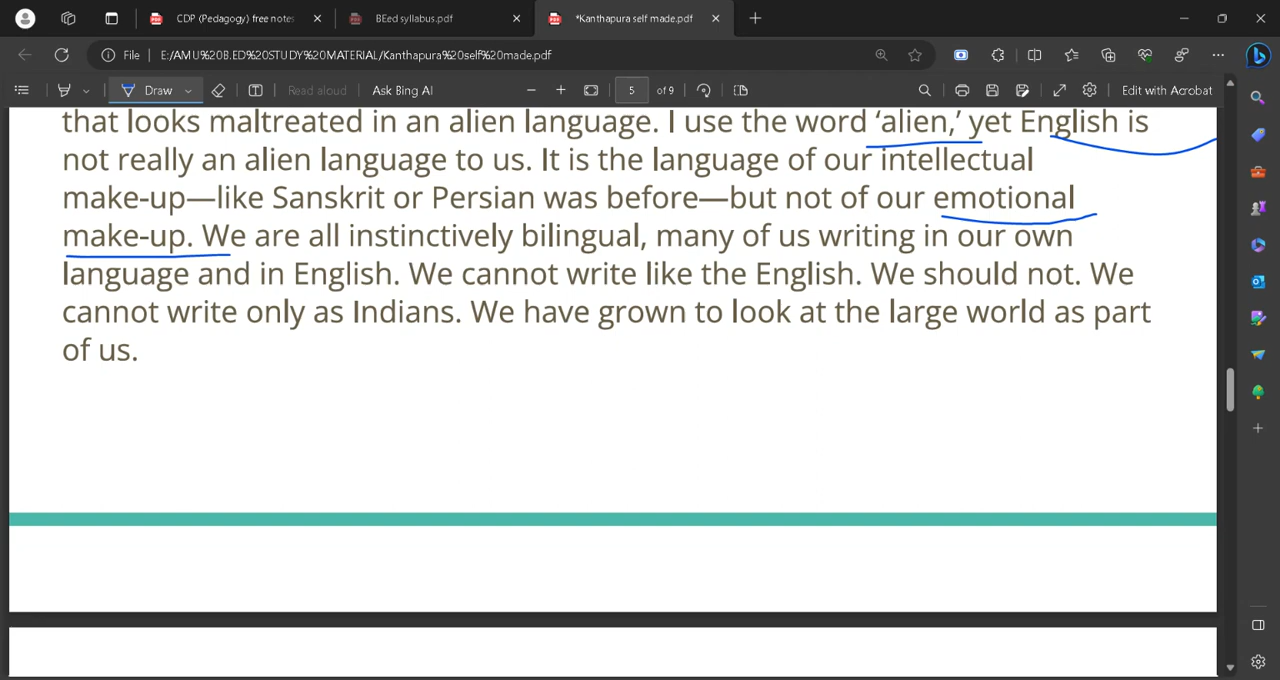 CDP (Pedagogy) free notes
BEed syllabus.pdf
*Kanthapura self made.pdf
File
E:/AMU%20B.ED%20STUDY%20MATERIAL/Kanthapura%20self%20made.pdf
Draw
Read aloud
Ask Bing AI
5
of 9
Edit with Acrobat
that looks maltreated in an alien language. I use the word ‘alien,’ yet English is
not really an alien language to us. It is the language of our intellectual
make-up—like Sanskrit or Persian was before—but not of our emotional
make-up. We are all instinctively bilingual, many of us writing in our own
language and in English. We cannot write like the English. We should not. We
cannot write only as Indians. We have grown to look at the large world as part
of us.